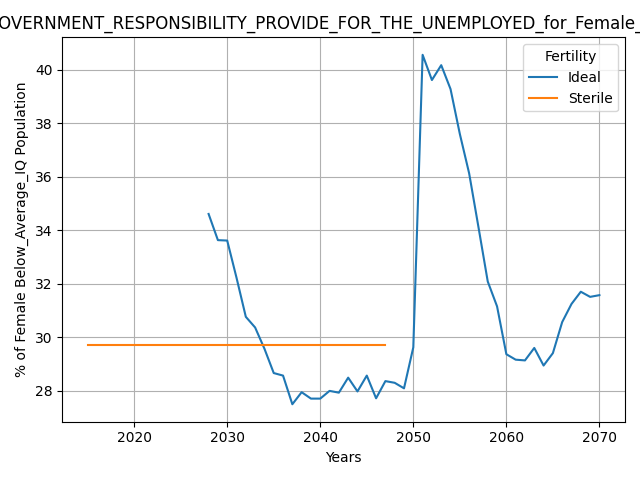 OVERNMENT_RESPONSIBILITY_PROVIDE_FOR_THE_UNEMPLOYED_for_Female_
Fertility
Ideal
Sterile
% of Female Below_Average_IQ Population
40
38
36
34
32
30
28
2020 2030 2040 2050 2060 2070
Years